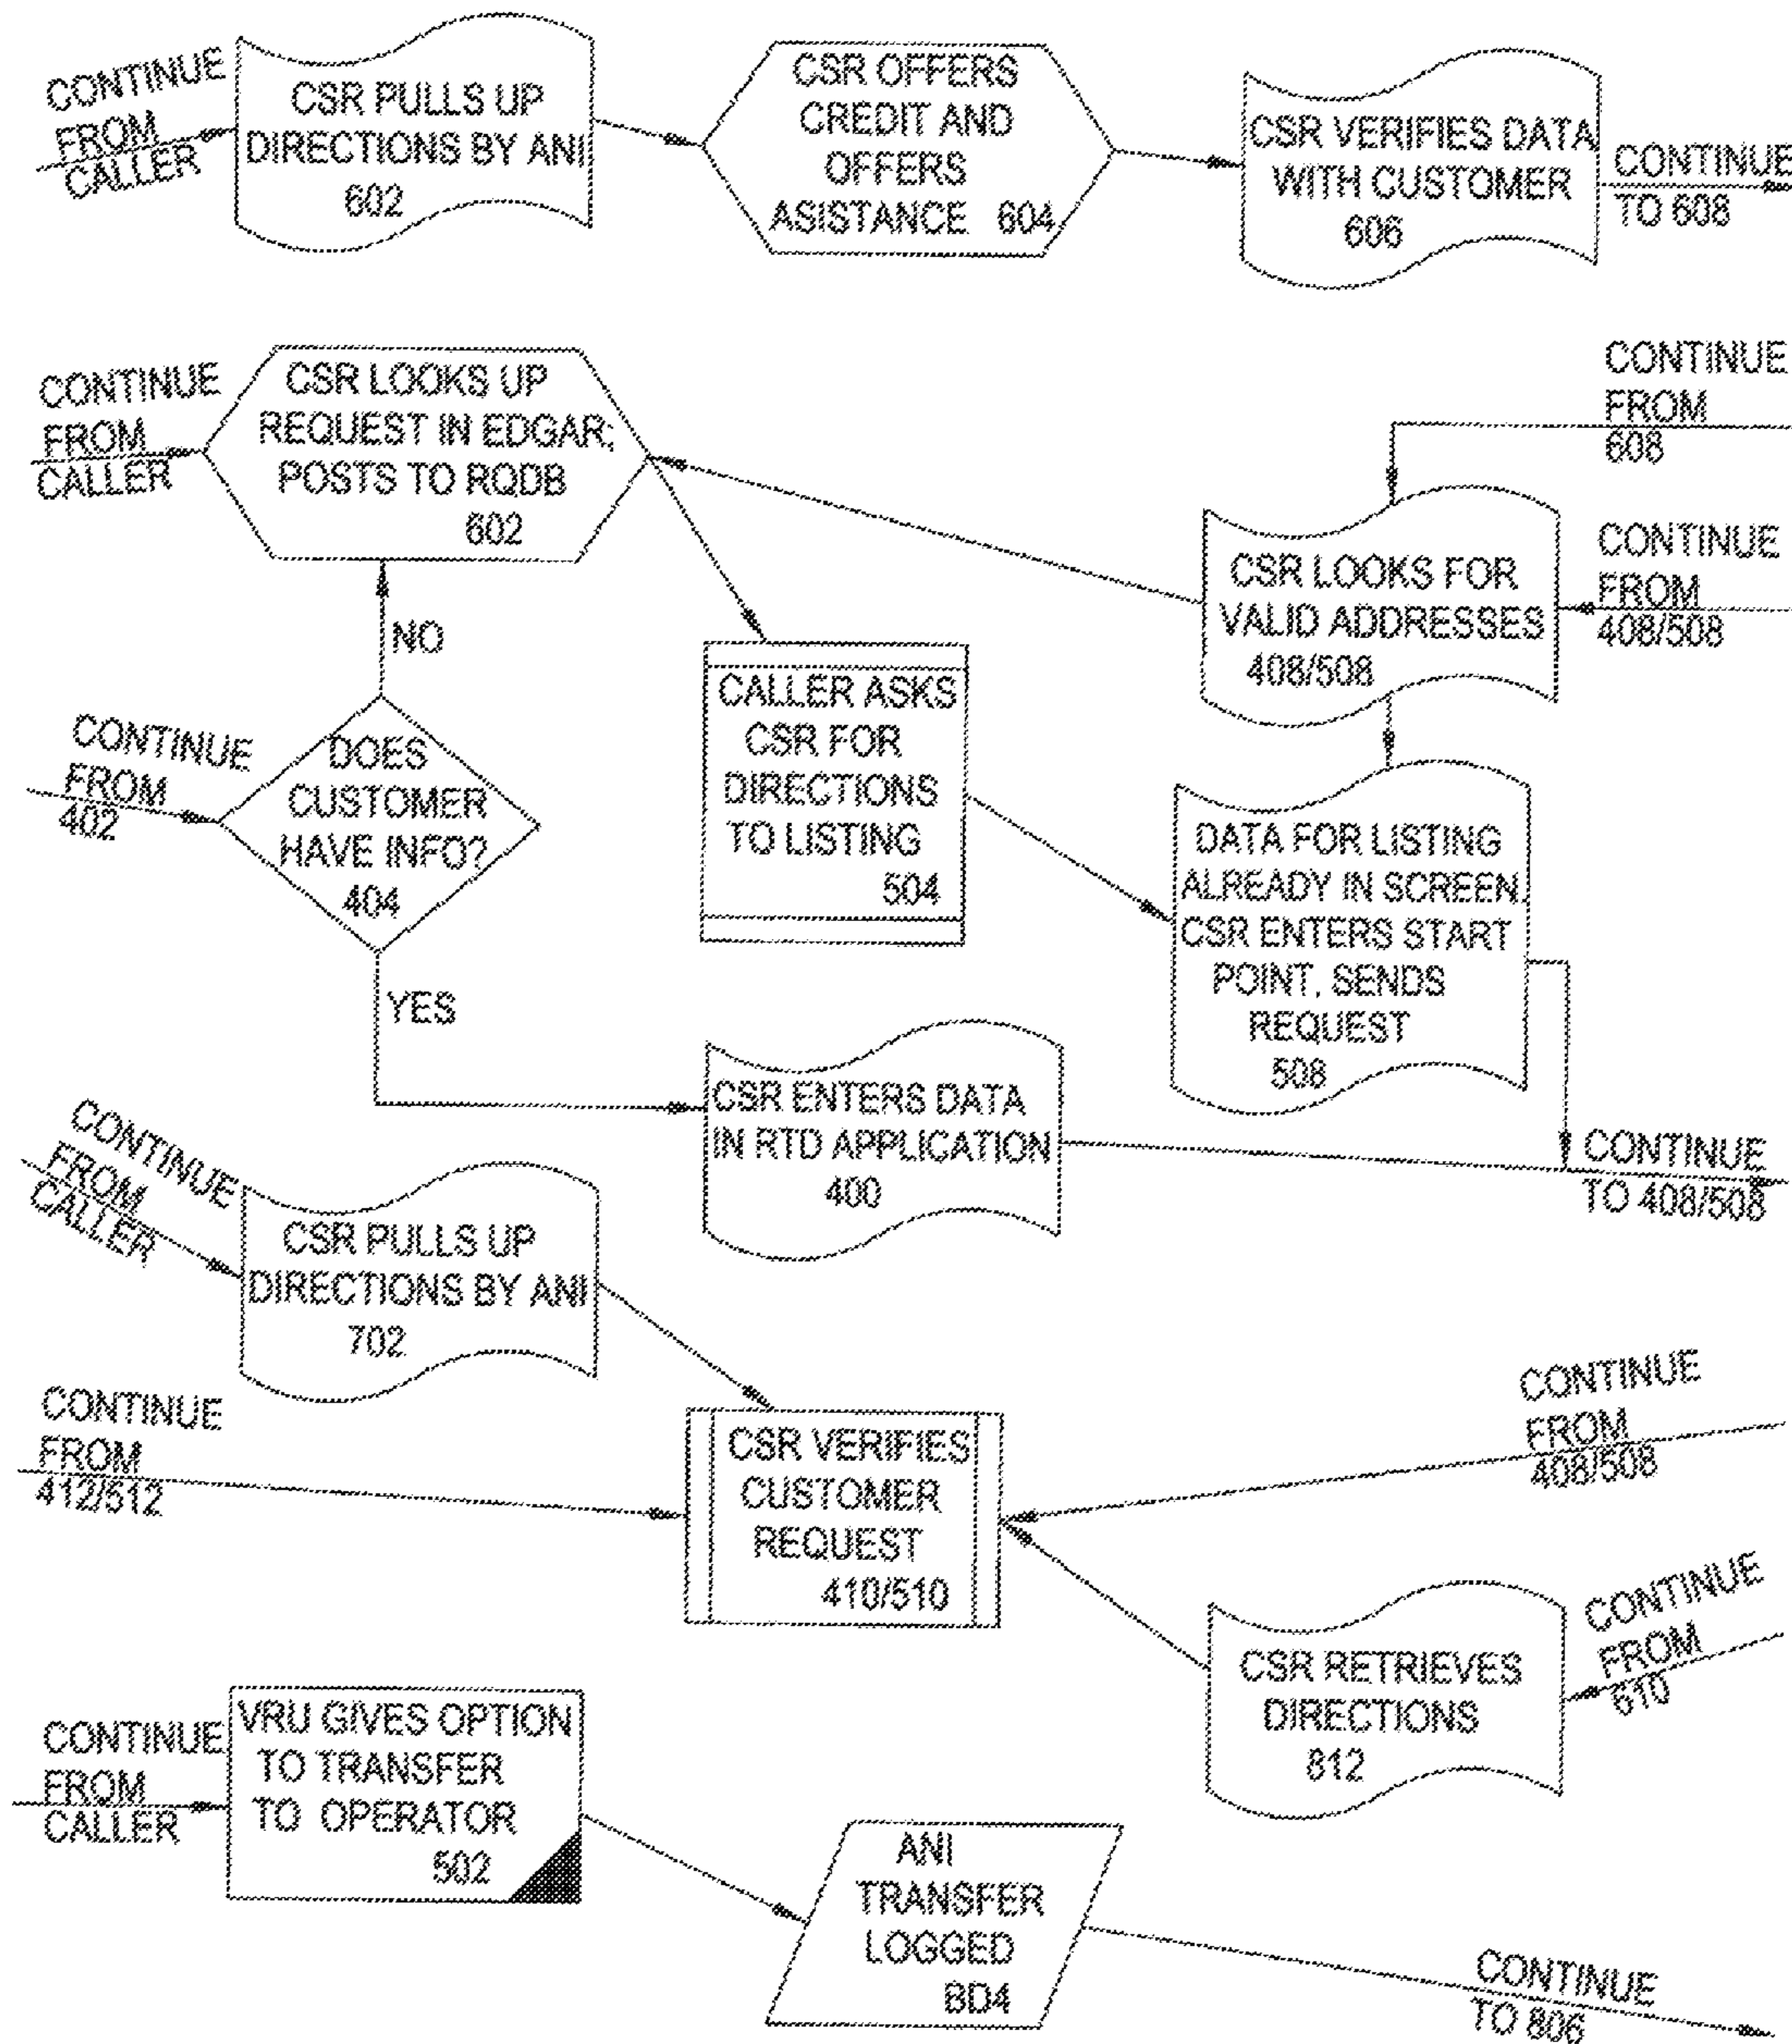 CONTINUE
FROM
CALLER
CSR PULLS UP
DIRECTIONS BY ANI
602
CSR OFFERS
CREDIT AND
OFFERS
ASISTANCE 604
CSR VERIFIES DATA
WITH CUSTOMER
606
CONTINUE
TO 608
CONTINUE
FROM
CALLER
CSR LOOKS UP
REQUEST IN EDGAR;
POSTS TO RQDB
602
CONTINUE
FROM
608
CSR LOOKS FOR
VALID ADDRESSES
408/508
CONTINUE
FROM
408/508
NO
CONTINUE
FROM
402
DOES
CUSTOMER
HAVE INFO?
404
CALLER ASKS
CSR FOR
DIRECTIONS
TO LISTING
504
DATA FOR LISTING
ALREADY IN SCREEN.
CSR ENTERS START
POINT, SENDS
REQUEST
508
YES
CSR ENTERS DATA
IN RTD APPLICATION
400
CONTINUE
TO 408/508
CONTINUE
FROM
CALLER
CSR PULLS UP
DIRECTIONS BY ANI
702
CONTINUE
FROM
412/512
CSR VERIFIES
CUSTOMER
REQUEST
410/510
CONTINUE
FROM
408/508
CSR RETRIEVES
DIRECTIONS
812
CONTINUE
FROM
610
CONTINUE
FROM
CALLER
VRU GIVES OPTION
TO TRANSFER
TO OPERATOR
502
ANI
TRANSFER
LOGGED
BD4
CONTINUE
TO 806